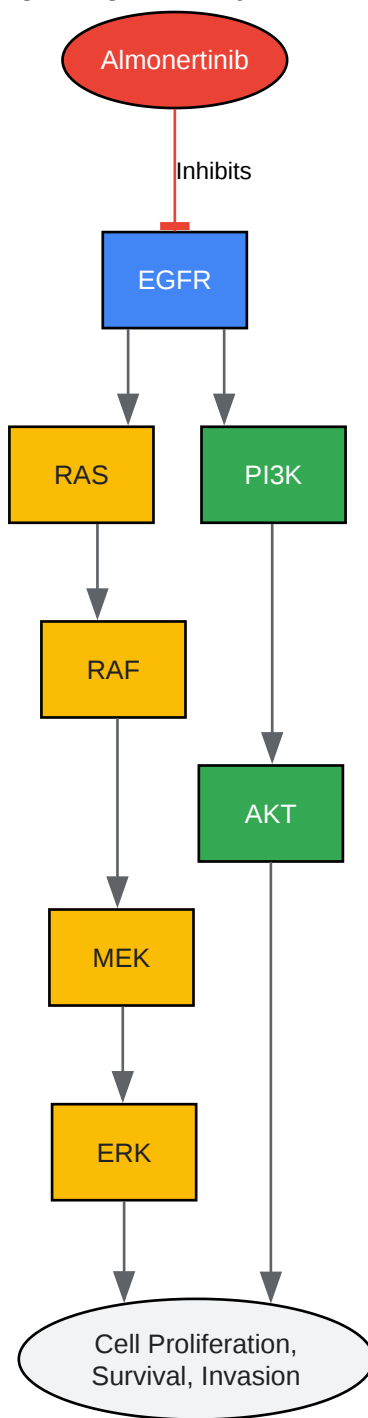 Almonertinib
Inhibits
EGFR
RAS
PI3K
RAF
AKT
MEK
ERK
Cell Proliferation,
Survival, Invasion